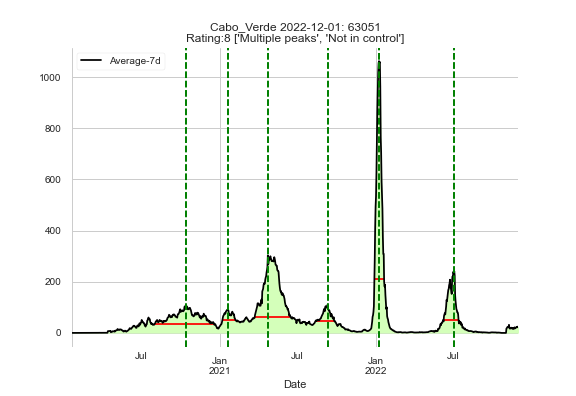 Cabo_Verde 2022-12-01: 63051
Rating:8 ['Multiple peaks', 'Not in control']
Average-7d
1000
800
600
400
200
0
Jul
Jan
2021
Jul
Jan
2022
Jul
Date